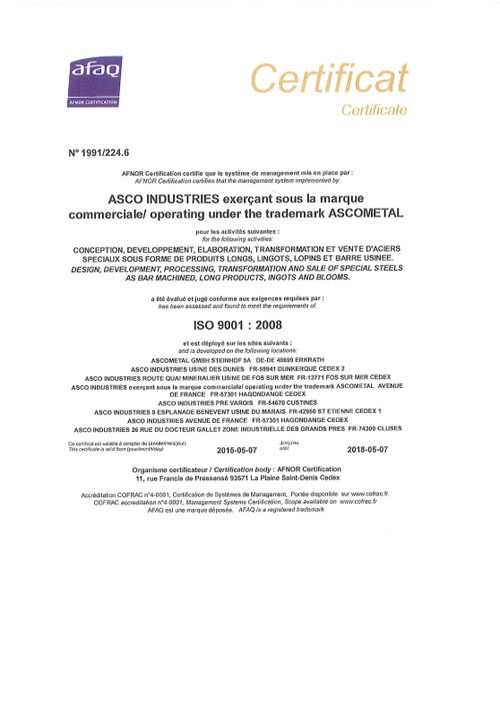 afaq
AFNOR CERTIFICATION
Certificat
Certificate
N° 1991/224.6
AFNOR Certification certifie que le système de management mis en place par :
AFNOR Certification certifies that the management system implemented by:
ASCO INDUSTRIES exerçant sous la marque
commerciale/ operating under the trademark ASCOMETAL
pour les activités suivantes :
for the following activities:
CONCEPTION, DEVELOPPEMENT, ELABORATION, TRANSFORMATION ET VENTE D'ACIERS
SPECIAUX SOUS FORME DE PRODUITS LONGS, LINGOTS, LOPINS ET BARRE USINEE.
DESIGN, DEVELOPMENT, PROCESSING, TRANSFORMATION AND SALE OF SPECIAL STEELS
AS BAR MACHINED, LONG PRODUCTS, INGOTS AND BLOOMS.
a été évalué et jugé conforme aux exigences requises par :
has been assessed and found to meet the requirements of:
ISO 9001 : 2008
et est déployé sur les sites suivants :
and is developed on the following locations:
ASCOMETAL GMBH STEINHOF 5A DE-DE 40699 ERKRATH
ASCO INDUSTRIES USINE DES DUNES FR-59941 DUNKERQUE CEDEX 2
ASCO INDUSTRIES ROUTE QUAI MINERALIER USINE DE FOS SUR MER FR-13771 FOS SUR MER CEDEX
ASCO INDUSTRIES exerçant sous la marque commerciale/ operating under the trademark ASCOMETAL AVENUE
DE FRANCE FR-57301 HAGONDANGE CEDEX
ASCO INDUSTRIES PRE VAROIS FR-54670 CUSTINES
ASCO INDUSTRIES 9 ESPLANADE BENEVENT USINE DU MARAIS FR-42950 ST ETIENNE CEDEX 1
ASCO INDUSTRIES AVENUE DE FRANCE FR-57301 HAGONDANGE CEDEX
ASCO INDUSTRIES 26 RUE DU DOCTEUR GALLET ZONE INDUSTRIELLE DES GRANDS PRES FR-74300 CLUSES
Ce certificat est valable à compter du (année/mois/jour)
This certificate is valid from (year/month/day)
2015-05-07
Jusqu'au
until
2018-05-07
Organisme certificateur / Certification body : AFNOR Certification
11, rue Francis de Pressensé 93571 La Plaine Saint-Denis Cedex
Accréditation COFRAC n°4-0001, Certification de Systèmes de Management, Portée disponible sur www.cofrac.fr
COFRAC accreditation n°4-0001, Management Systems Certification, Scope available on www.cofrac.fr
AFAQ est une marque déposée. AFAQ is a registered trademark